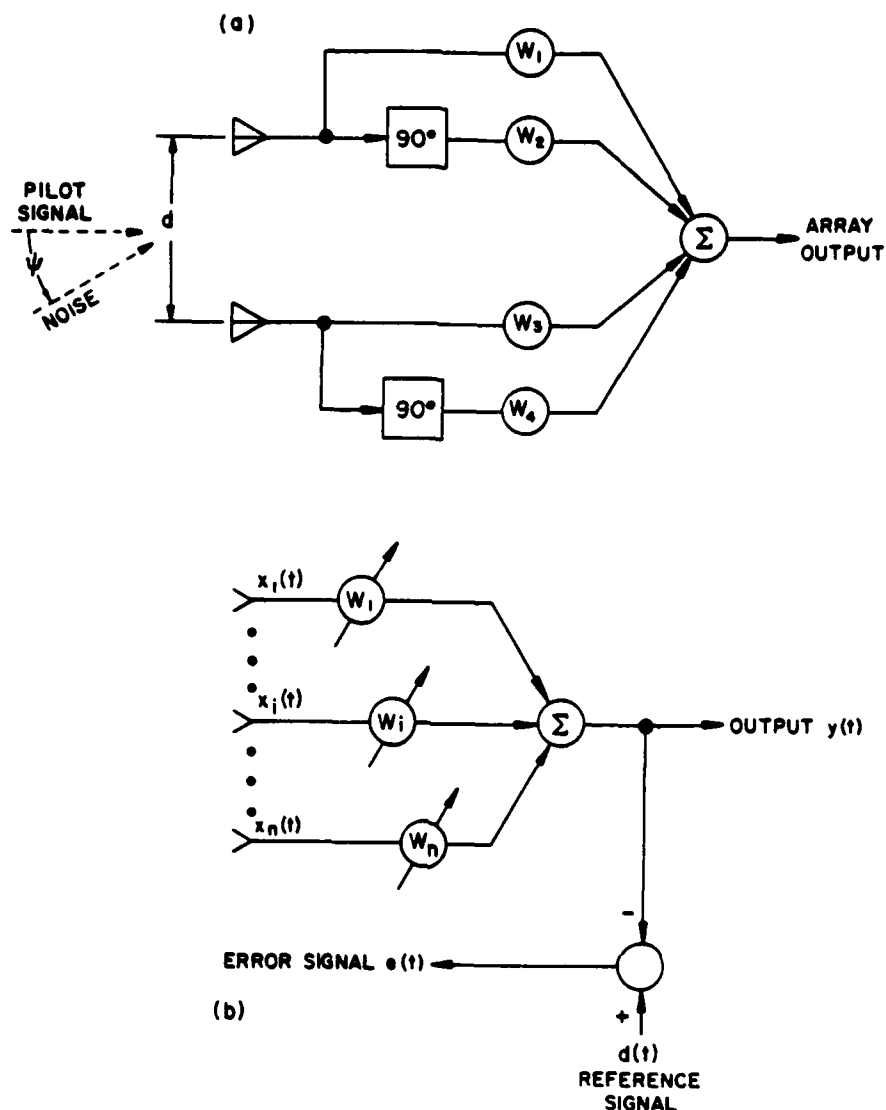 (a)
W₁
90°
W₂
PILOT
SIGNAL
d
ψ
NOISE
Σ
ARRAY
OUTPUT
W₃
90°
W₄
x₁(t)
W₁
xᵢ(t)
Wᵢ
Σ
OUTPUT y(t)
xₙ(t)
Wₙ
-
ERROR SIGNAL e(t)
(b)
+
d(t)
REFERENCE
SIGNAL